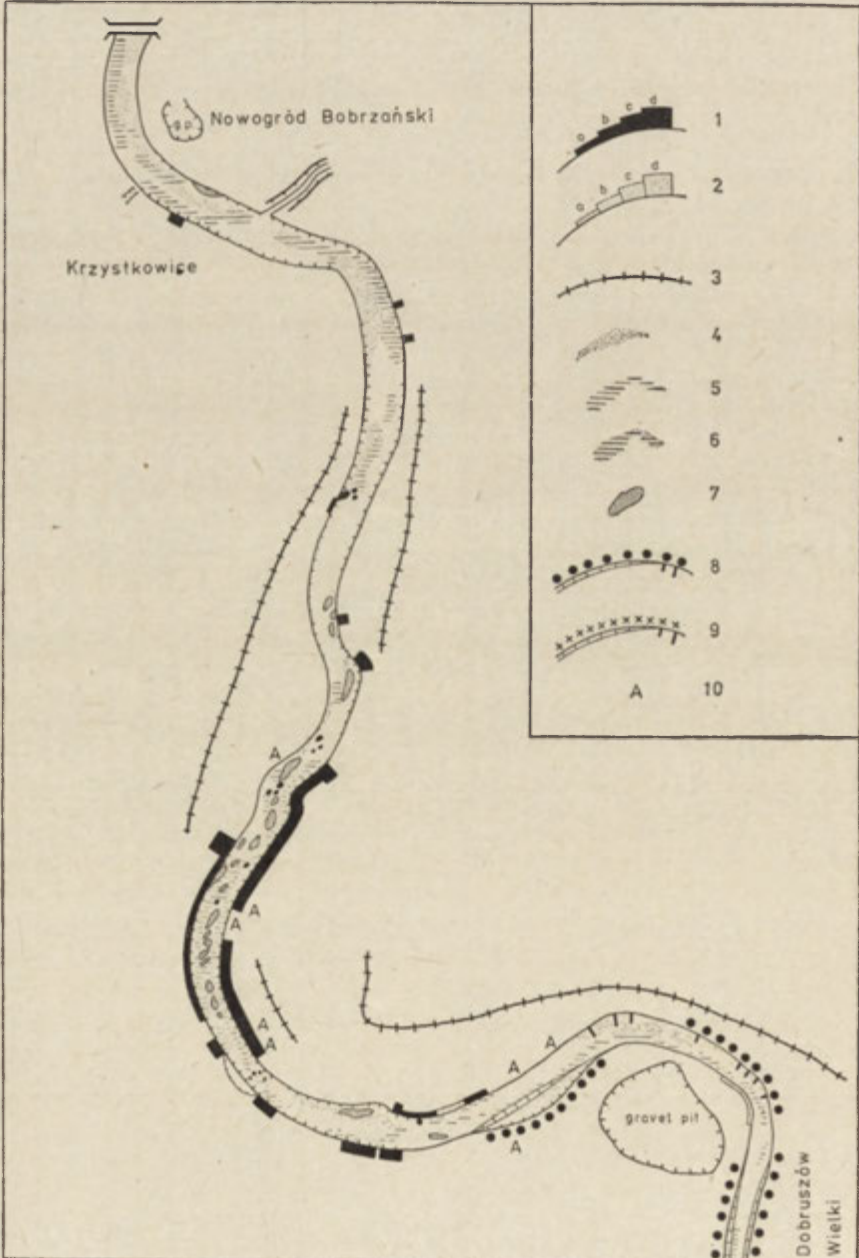 g.p.
Nowogród Bobrzański
Krzystkowice
A
A
A
A
A
A
A
A
gravel pit
Dobruszów
Wielki
a b c d 1
a b c d 2
3
4
5
6
7
8
9
A 10